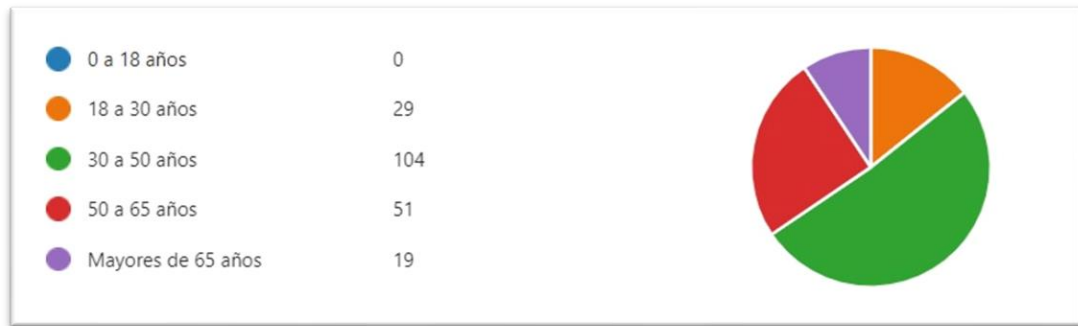 0 a 18 años 0
18 a 30 años 29
30 a 50 años 104
50 a 65 años 51
Mayores de 65 años 19